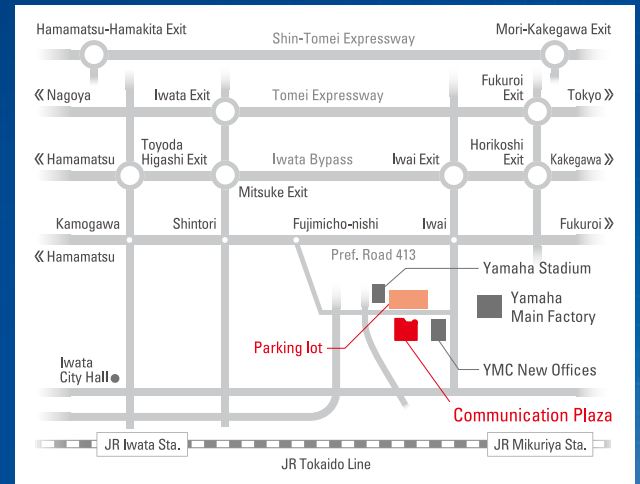 Hamamatsu-Hamakita Exit
Mori-Kakegawa Exit
Shin-Tomei Expressway
« Nagoya
Iwata Exit
Tomei Expressway
Fukuroi
Exit
Tokyo »
Toyoda
Higashi Exit
« Hamamatsu
Iwata Bypass
Iwai Exit
Horikoshi
Exit
Kakegawa »
Mitsuke Exit
Kamogawa
Shintori
Fujimicho-nishi
Iwai
Fukuroi »
« Hamamatsu
Pref. Road 413
Yamaha Stadium
Yamaha
Main Factory
Parking lot
Iwata
City Hall
YMC New Offices
Communication Plaza
JR Iwata Sta.
JR Mikuriya Sta.
JR Tokaido Line